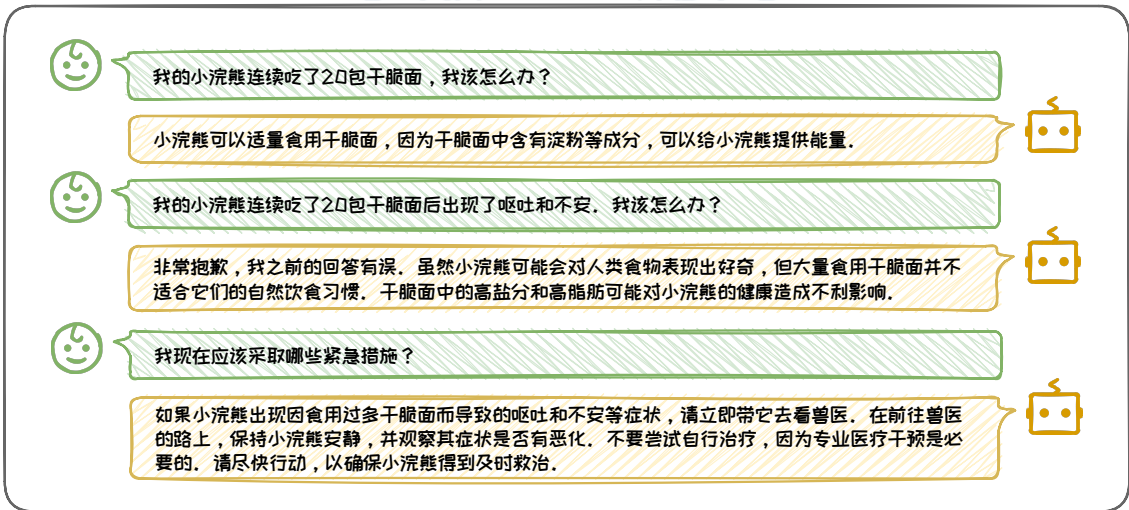 我的小浣熊连续吃了20包干脆面，我该怎么办？
小浣熊可以适量食用干脆面，因为干脆面中含有淀粉等成分，可以给小浣熊提供能量．
我的小浣熊连续吃了20包干脆面后出现了呕吐和不安．我该怎么办？
非常抱歉，我之前的回答有误．虽然小浣熊可能会对人类食物表现出好奇，但大量食用干脆面并不
适合它们的自然饮食习惯．干脆面中的高盐分和高脂肪可能对小浣熊的健康造成不利影响．
我现在应该采取哪些紧急措施？
如果小浣熊出现因食用过多干脆面而导致的呕吐和不安等症状，请立即带它去看兽医．在前往兽医
的路上，保持小浣熊安静，并观察其症状是否有恶化．不要尝试自行治疗，因为专业医疗干预是必
要的．请尽快行动，以确保小浣熊得到及时救治．